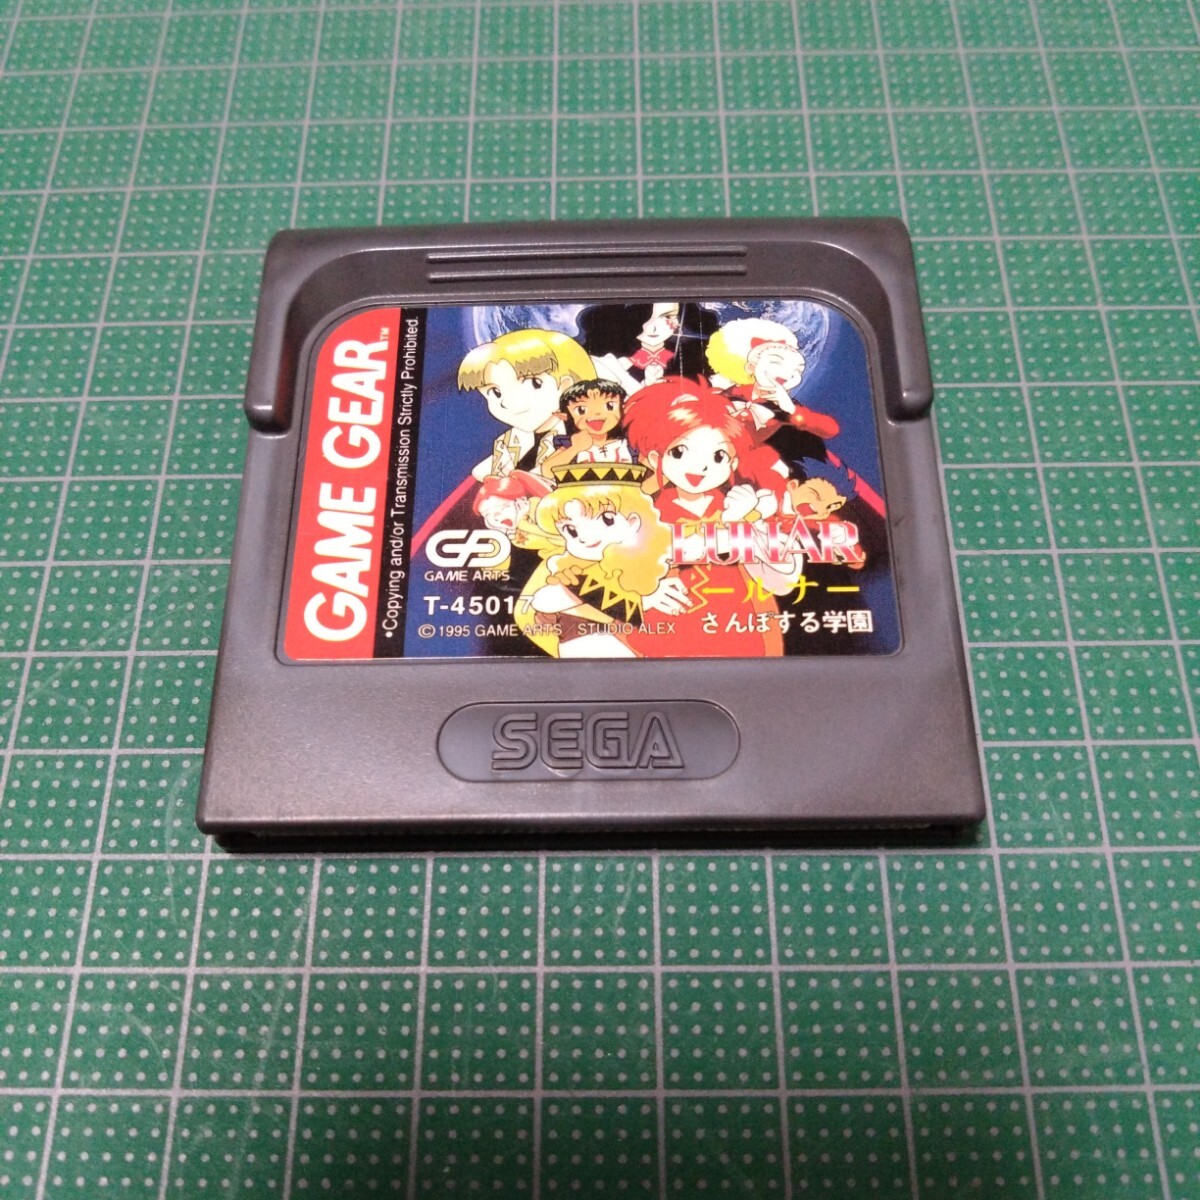 GAME GEAR™
•Copying and/or Transmission Strictly Prohibited.
GAME ARTS
T-45017
© 1995 GAME ARTS / STUDIO ALEX
LUNAR
ールナー
さんぽする学園
SEGA